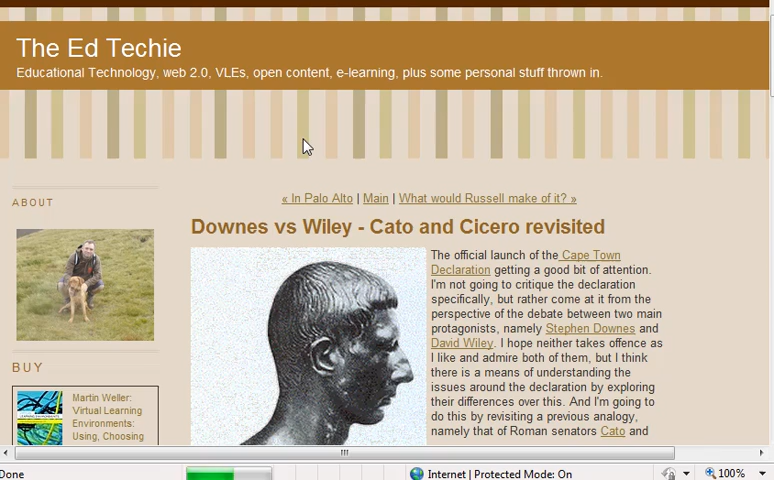 The Ed Techie
Educational Technology, web 2.0, VLEs, open content, e-learning, plus some personal stuff thrown in.
« In Palo Alto | Main | What would Russell make of it? »
ABOUT
Downes vs Wiley - Cato and Cicero revisited
The official launch of the Cape Town
Declaration getting a good bit of attention.
I'm not going to critique the declaration
specifically, but rather come at it from the
perspective of the debate between two main
protagonists, namely Stephen Downes and
David Wiley. I hope neither takes offence as
I like and admire both of them, but I think
there is a means of understanding the
issues around the declaration by exploring
their differences over this. And I'm going to
do this by revisiting a previous analogy,
namely that of Roman senators Cato and
BUY
Martin Weller:
Virtual Learning
Environments:
Using, Choosing
Done
Internet | Protected Mode: On
100%